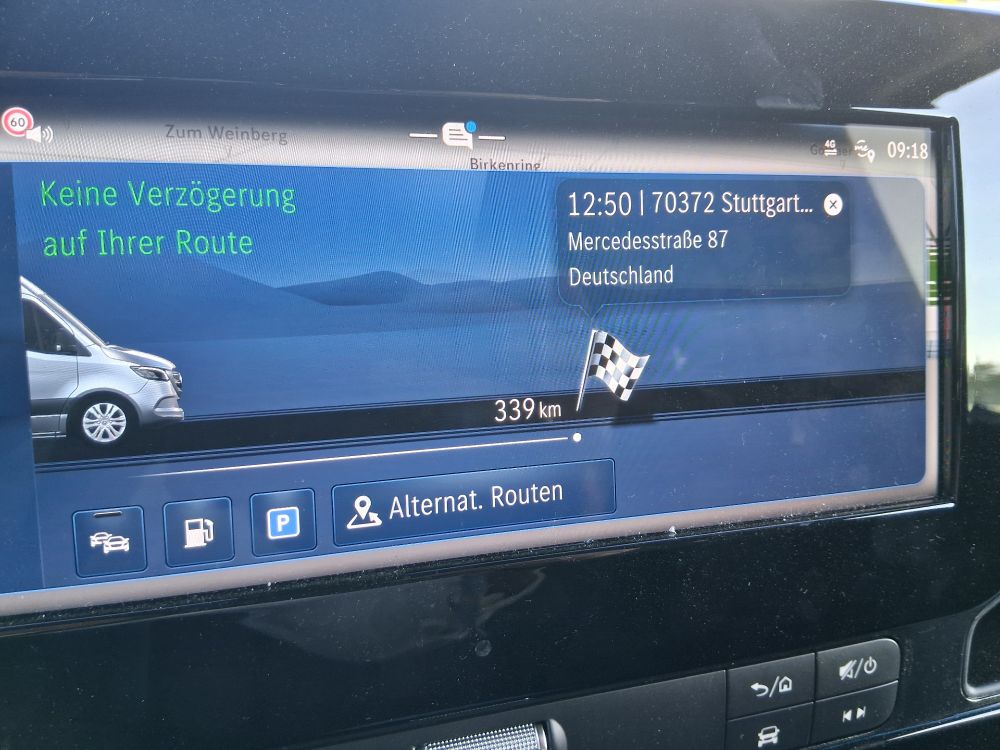 60
Zum Weinberg
Birkenring
4G
09:18
Keine Verzögerung
auf Ihrer Route
12:50 | 70372 Stuttgart...
Mercedesstraße 87
Deutschland
339 km
P
Alternat. Routen